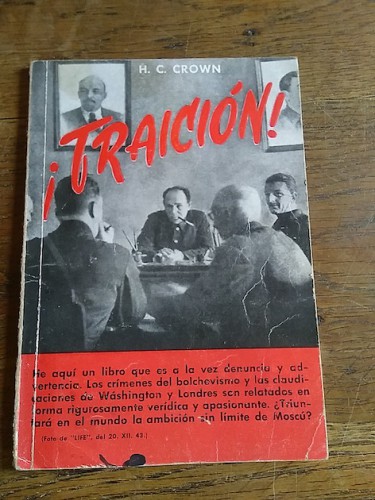 H. C. CROWN
¡TRAICIÓN!
He aquí un libro que es a la vez denuncia y ad-
vertencia. Los crímenes del bolchevismo y las claudi-
caciones de Wáshington y Londres son relatados en
forma rigurosamente verídica y apasionante. ¿Triun-
fará en el mundo la ambición sin límite de Moscú?
(Foto de "LIFE", del 20. XII. 43.)